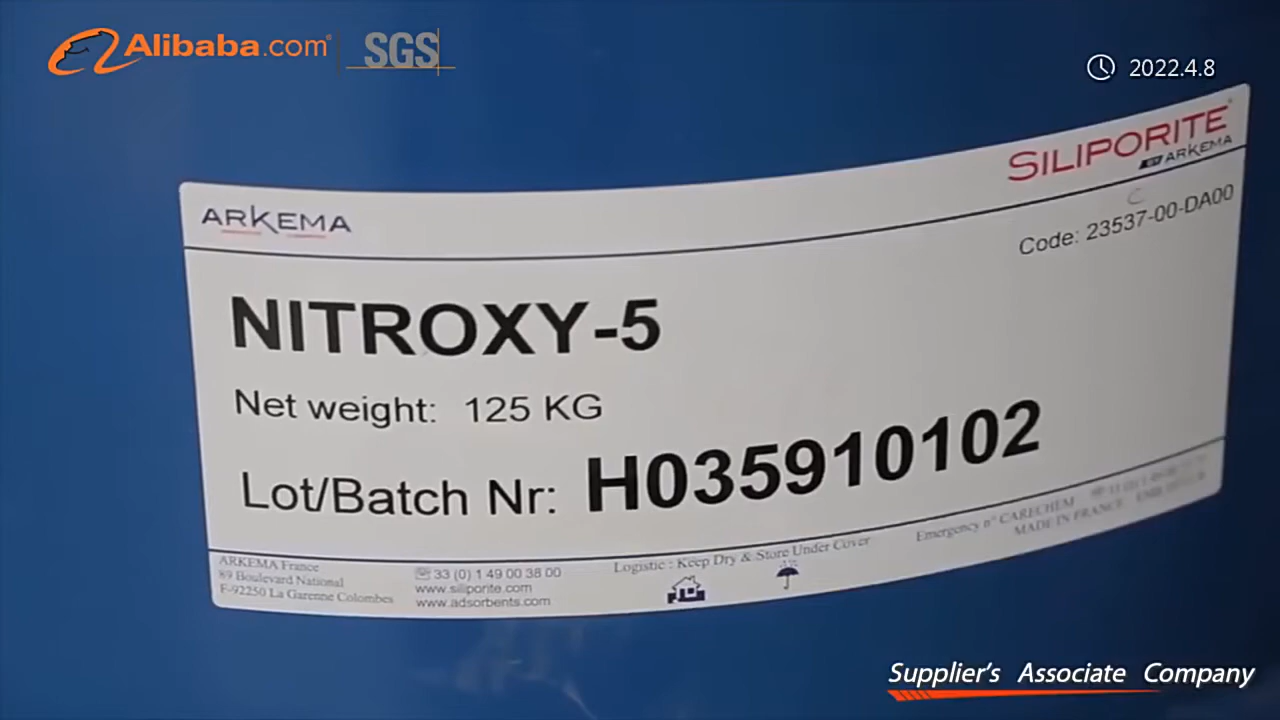 Alibaba.com
SGS
2022.4.8
SILIPORITE
BY ARKEMA
ARKEMA
Code: 23537-00-DA00
NITROXY-5
Net weight: 125 KG
Lot/Batch Nr: H035910102
ARKEMA France
89 Boulevard National
F-92250 La Garenne Colombes
33 (0) 1 49 00 38 00
www.siliporite.com
www.adsorbents.com
Logistic : Keep Dry & Store Under Cover
Emergency n° CARECHEM
MADE IN FRANCE
Supplier's Associate Company